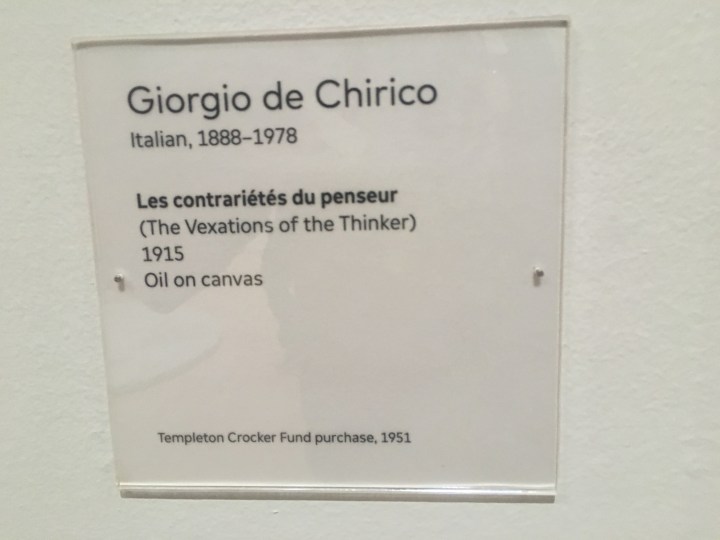 Giorgio de Chirico
Italian, 1888–1978
Les contrariétés du penseur
(The Vexations of the Thinker)
1915
Oil on canvas
Templeton Crocker Fund purchase, 1951